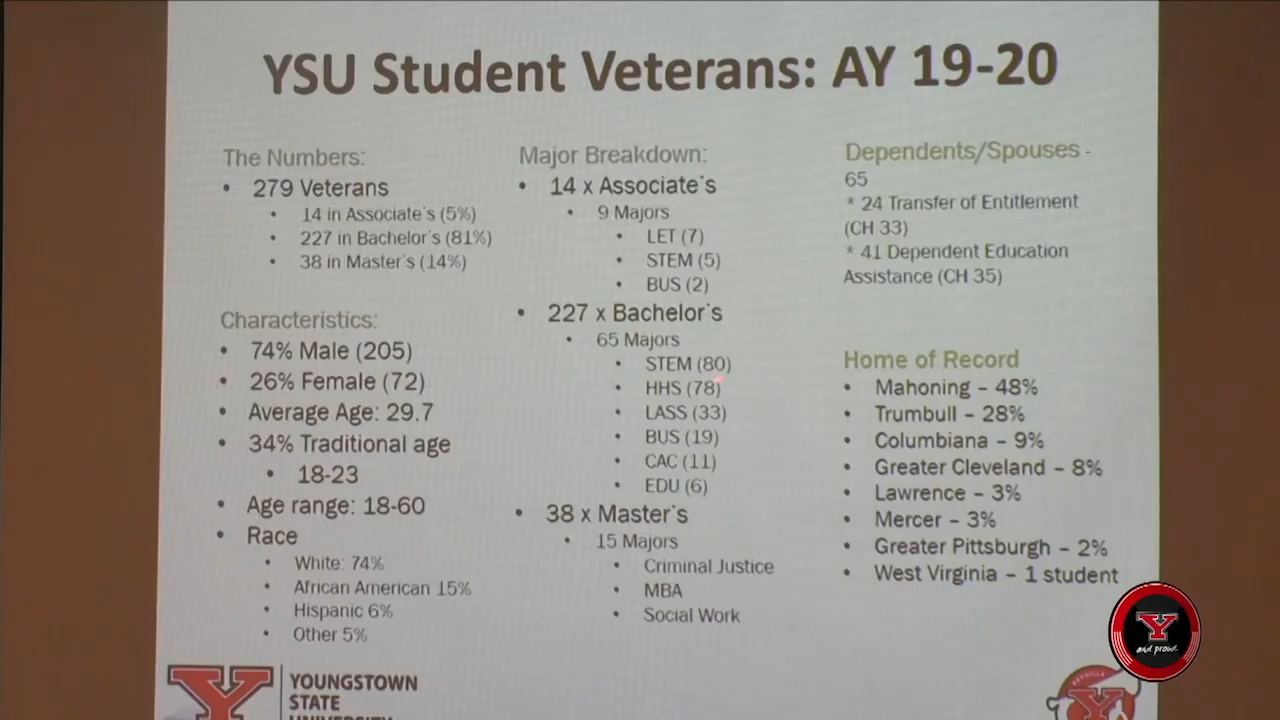 YSU Student Veterans: AY 19-20
The Numbers:
• 279 Veterans
• 14 in Associate's (5%)
• 227 in Bachelor's (81%)
• 38 in Master's (14%)
Characteristics:
• 74% Male (205)
• 26% Female (72)
• Average Age: 29.7
• 34% Traditional age
• 18-23
• Age range: 18-60
• Race
• White: 74%
• African American 15%
• Hispanic 6%
• Other 5%
Major Breakdown:
• 14 x Associate's
• 9 Majors
• LET (7)
• STEM (5)
• BUS (2)
• 227 x Bachelor's
• 65 Majors
• STEM (80)
• HHS (78)
• LASS (33)
• BUS (19)
• CAC (11)
• EDU (6)
• 38 x Master's
• 15 Majors
• Criminal Justice
• MBA
• Social Work
Dependents/Spouses -
65
* 24 Transfer of Entitlement
(CH 33)
* 41 Dependent Education
Assistance (CH 35)
Home of Record
• Mahoning – 48%
• Trumbull – 28%
• Columbiana – 9%
• Greater Cleveland – 8%
• Lawrence – 3%
• Mercer – 3%
• Greater Pittsburgh – 2%
• West Virginia – 1 student
Y
YOUNGSTOWN
STATE
UNIVERSITY
Y
and proud
Y